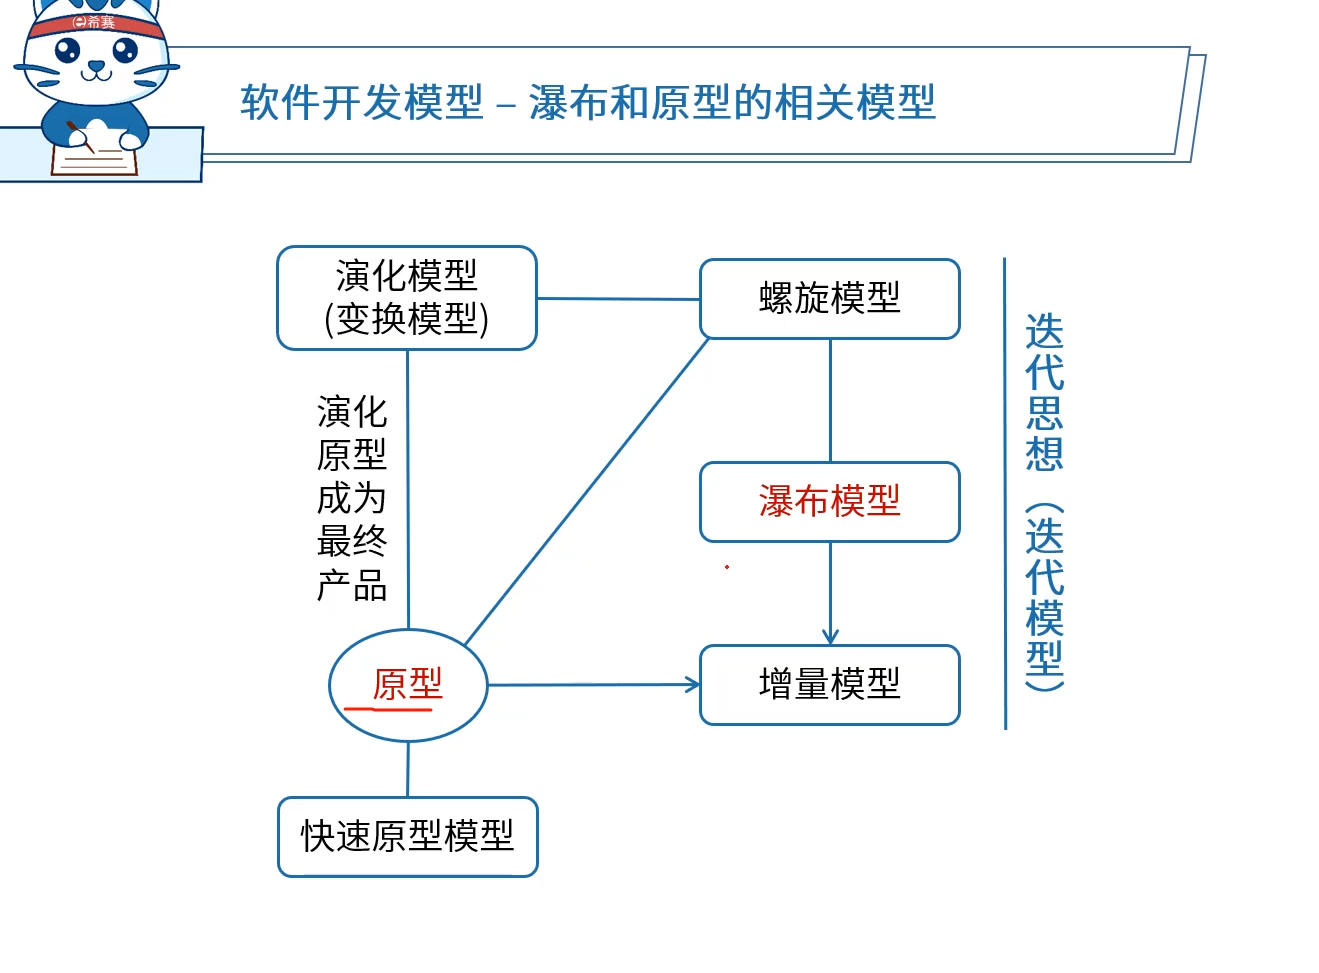 e希赛
软件开发模型 – 瀑布和原型的相关模型
演化模型
(变换模型)
螺旋模型
演化
原型
成为
最终
产品
瀑布模型
原型
增量模型
快速原型模型
迭代思想（迭代模型）